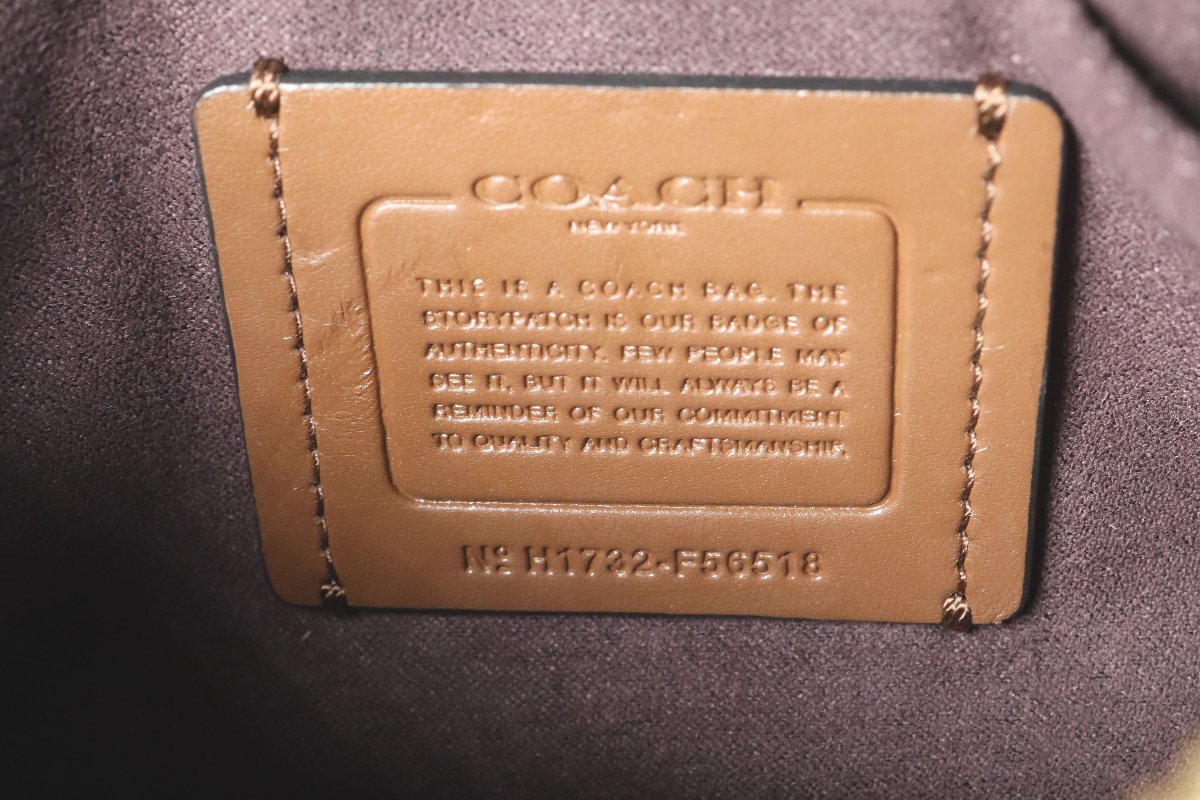 COACH
NEW YORK
THIS IS A COACH BAG. THE
STORYPATCH IS OUR BADGE OF
AUTHENTICITY. FEW PEOPLE MAY
SEE IT, BUT IT WILL ALWAYS BE A
REMINDER OF OUR COMMITMENT
TO QUALITY AND CRAFTSMANSHIP.
Nº H1732-F56518